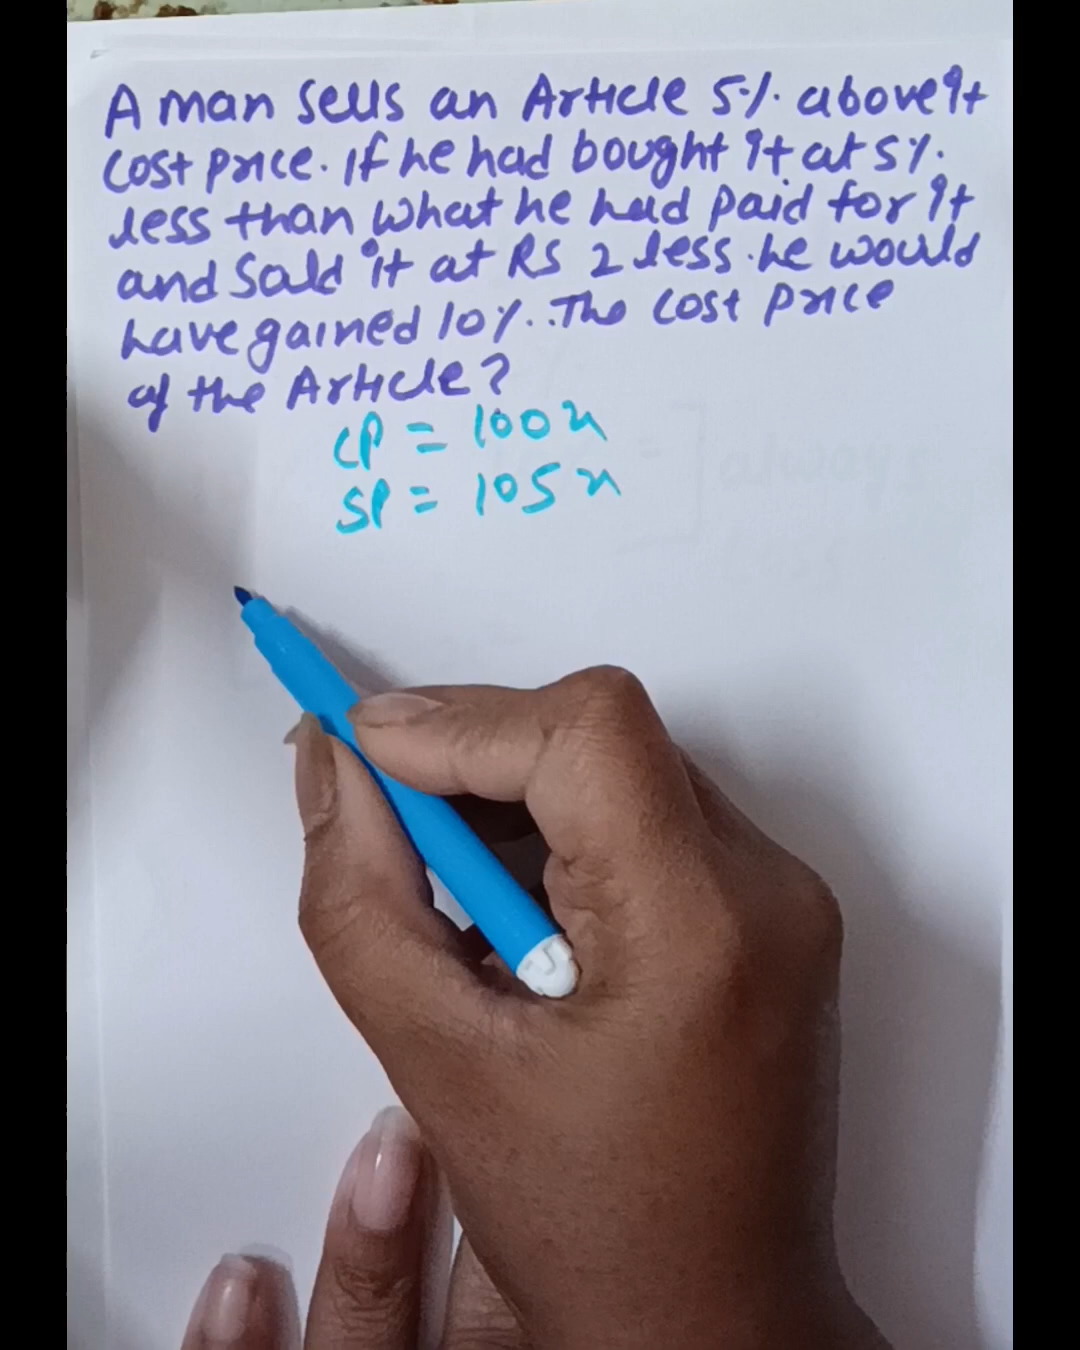 A man sells an Article 5% above it
cost price. If he had bought it at 5%
less than what he had paid for it
and Sald it at RS 2 less. he would
have gained 10%. The cost price
of the Article?
CP = 100x
SP = 105x
always